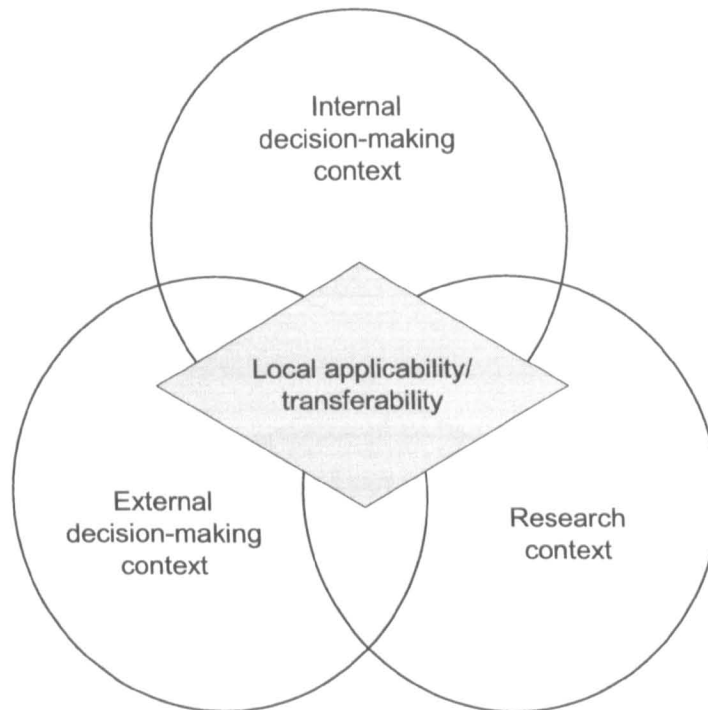 Internal
decision-making
context
Local applicability/
transferability
External
decision-making
context
Research
context